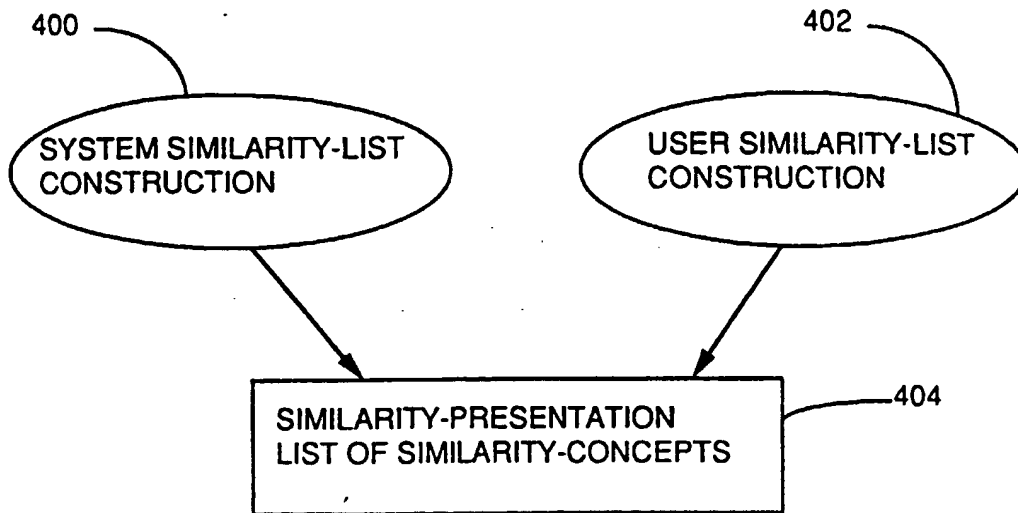 400
402
SYSTEM SIMILARITY-LIST
CONSTRUCTION
USER SIMILARITY-LIST
CONSTRUCTION
404
SIMILARITY-PRESENTATION
LIST OF SIMILARITY-CONCEPTS